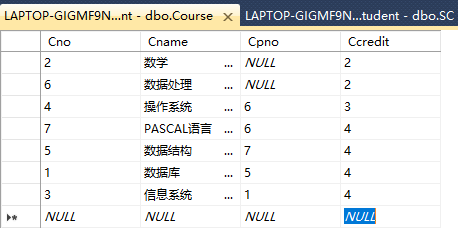 LAPTOP-GIGMF9N...nt - dbo.Course LAPTOP-GIGMF9N...tudent - dbo.SC
Cno Cname Cpno Ccredit
2 数学 ... NULL 2
6 数据处理 ... NULL 2
4 操作系统 ... 6 3
7 PASCAL语言 ... 6 4
5 数据结构 ... 7 4
1 数据库 ... 5 4
3 信息系统 ... 1 4
NULL NULL NULL NULL